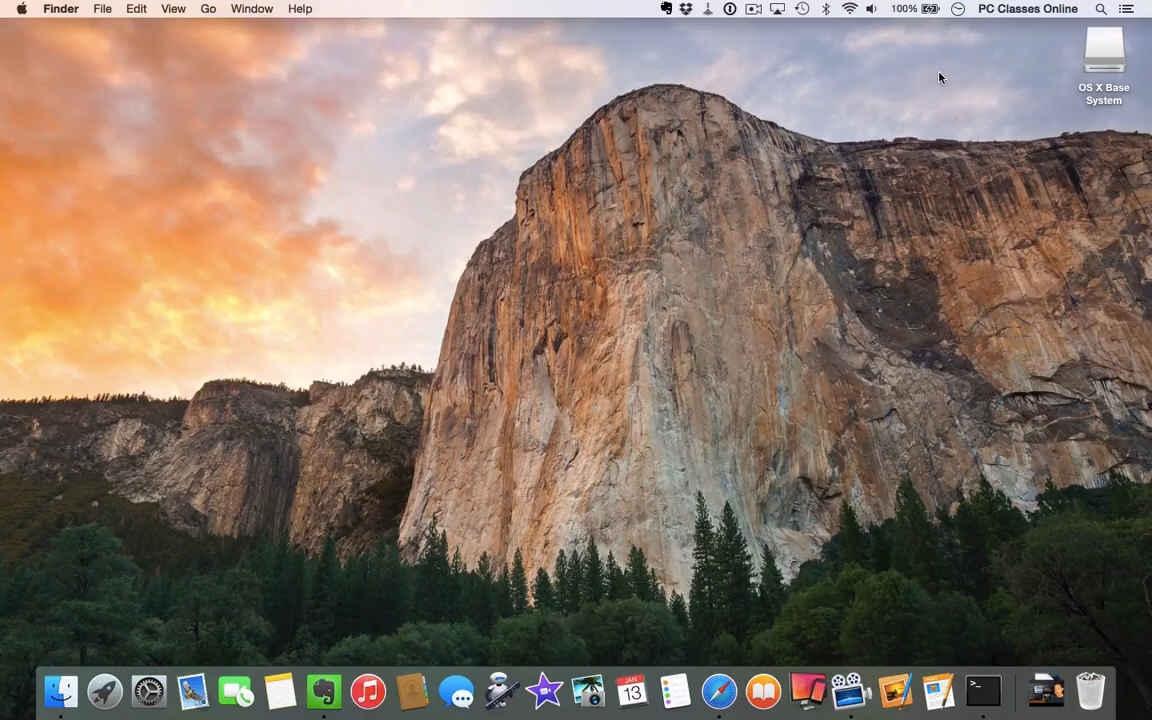 Finder File Edit View Go Window Help 100% PC Classes Online
OS X Base
System
JAN
13
>_